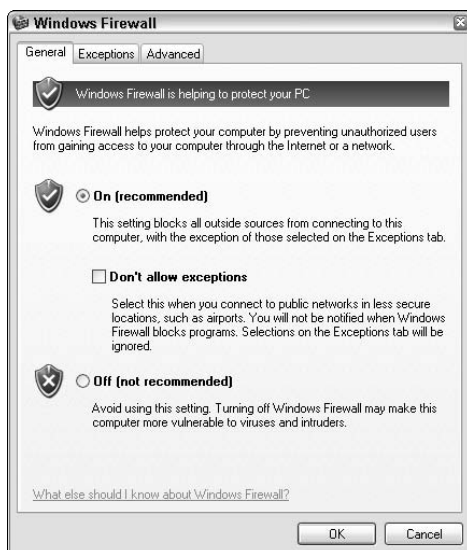 Windows Firewall
General Exceptions Advanced
Windows Firewall is helping to protect your PC
Windows Firewall helps protect your computer by preventing unauthorized users
from gaining access to your computer through the Internet or a network.
On (recommended)
This setting blocks all outside sources from connecting to this
computer, with the exception of those selected on the Exceptions tab.
Don't allow exceptions
Select this when you connect to public networks in less secure
locations, such as airports. You will not be notified when Windows
Firewall blocks programs. Selections on the Exceptions tab will be
ignored.
Off (not recommended)
Avoid using this setting. Turning off Windows Firewall may make this
computer more vulnerable to viruses and intruders.
What else should I know about Windows Firewall?
OK Cancel